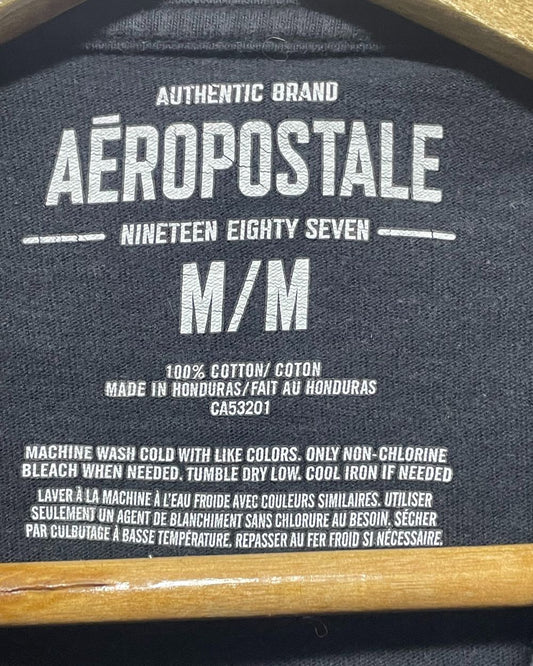 AUTHENTIC BRAND
AĒROPOSTALE
NINETEEN EIGHTY SEVEN
M/M
100% COTTON/ COTON
MADE IN HONDURAS/FAIT AU HONDURAS
CA53201
MACHINE WASH COLD WITH LIKE COLORS. ONLY NON-CHLORINE
BLEACH WHEN NEEDED. TUMBLE DRY LOW. COOL IRON IF NEEDED
LAVER À LA MACHINE À L'EAU FROIDE AVEC COULEURS SIMILAIRES. UTILISER
SEULEMENT UN AGENT DE BLANCHIMENT SANS CHLORURE AU BESOIN. SÉCHER
PAR CULBUTAGE À BASSE TEMPÉRATURE. REPASSER AU FER FROID SI NÉCESSAIRE.